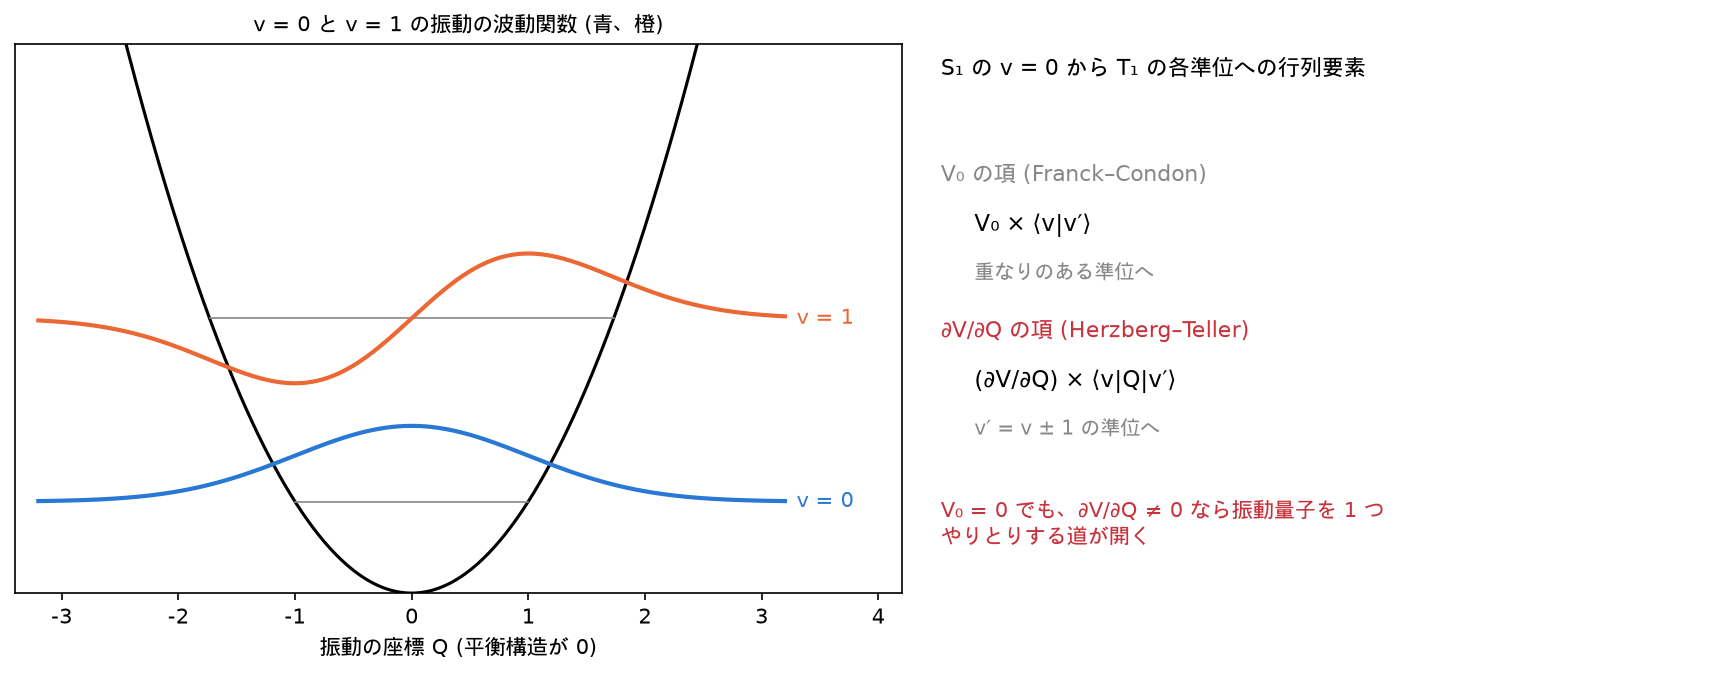 v = 0 と v = 1 の振動の波動関数 (青、橙)
v = 1
v = 0
-3 -2 -1 0 1 2 3 4
振動の座標 Q (平衡構造が 0)
S₁ の v = 0 から T₁ の各準位への行列要素
V₀ の項 (Franck–Condon)
V₀ × ⟨v|v′⟩
重なりのある準位へ
∂V/∂Q の項 (Herzberg–Teller)
(∂V/∂Q) × ⟨v|Q|v′⟩
v′ = v ± 1 の準位へ
V₀ = 0 でも、∂V/∂Q ≠ 0 なら振動量子を 1 つ
やりとりする道が開く